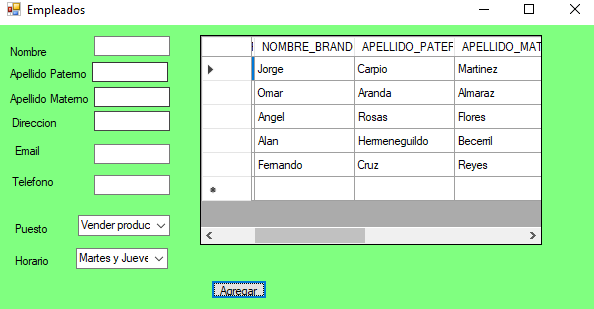 Empleados
Nombre
Apellido Paterno
Apellido Materno
Direccion
Email
Telefono
Puesto Vender produc
Horario Martes y Jueve
NOMBRE_BRAND APELLIDO_PATEF APELLIDO_MAT
Jorge Carpio Martinez
Omar Aranda Almaraz
Angel Rosas Flores
Alan Hermeneguildo Becerril
Fernando Cruz Reyes
Agregar